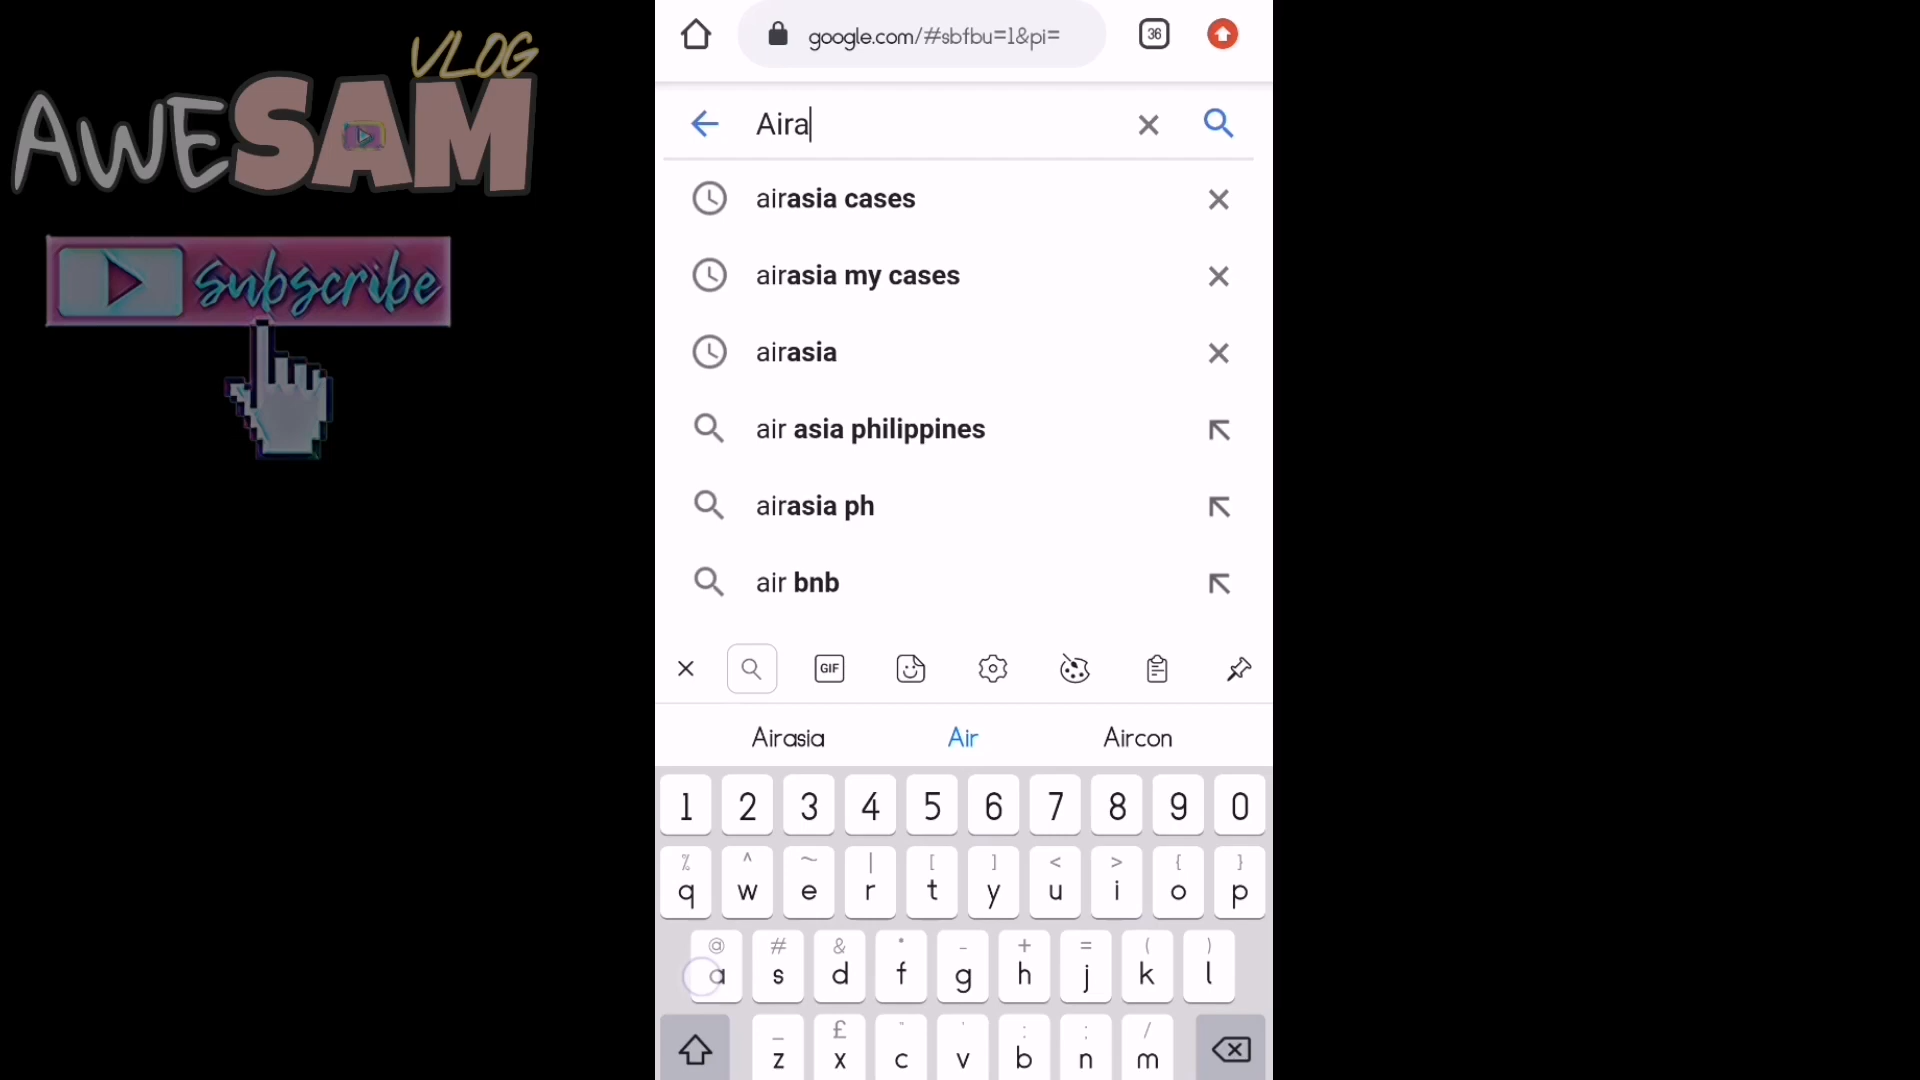 VLOG
AWESAM
subscribe
google.com/#sbfbu=1&pi=
36
Aira
airasia cases
airasia my cases
airasia
air asia philippines
airasia ph
air bnb
GIF
Airasia Air Aircon
1 2 3 4 5 6 7 8 9 0
% ^ ~ | [ ] < > { }
q w e r t y u i o p
@ # & * - + = ( )
a s d f g h j k l
_ £ " ' : ; /
z x c v b n m